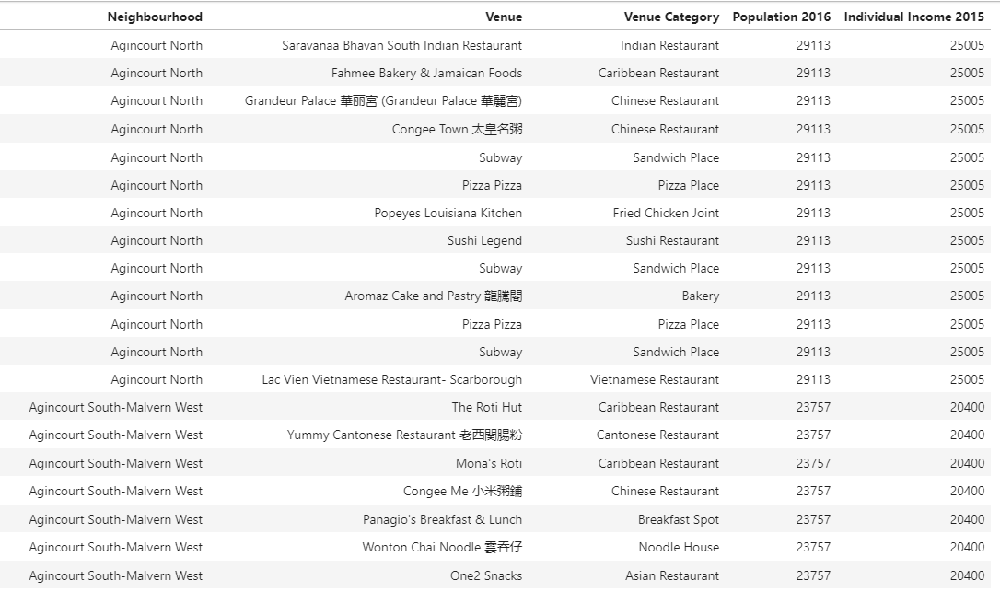 Neighbourhood Venue Venue Category Population 2016 Individual Income 2015
Agincourt North Saravanaa Bhavan South Indian Restaurant Indian Restaurant 29113 25005
Agincourt North Fahmee Bakery & Jamaican Foods Caribbean Restaurant 29113 25005
Agincourt North Grandeur Palace 華丽宮 (Grandeur Palace 華麗宮) Chinese Restaurant 29113 25005
Agincourt North Congee Town 太皇名粥 Chinese Restaurant 29113 25005
Agincourt North Subway Sandwich Place 29113 25005
Agincourt North Pizza Pizza Pizza Place 29113 25005
Agincourt North Popeyes Louisiana Kitchen Fried Chicken Joint 29113 25005
Agincourt North Sushi Legend Sushi Restaurant 29113 25005
Agincourt North Subway Sandwich Place 29113 25005
Agincourt North Aromaz Cake and Pastry 龍騰閣 Bakery 29113 25005
Agincourt North Pizza Pizza Pizza Place 29113 25005
Agincourt North Subway Sandwich Place 29113 25005
Agincourt North Lac Vien Vietnamese Restaurant- Scarborough Vietnamese Restaurant 29113 25005
Agincourt South-Malvern West The Roti Hut Caribbean Restaurant 23757 20400
Agincourt South-Malvern West Yummy Cantonese Restaurant 老西関腸粉 Cantonese Restaurant 23757 20400
Agincourt South-Malvern West Mona's Roti Caribbean Restaurant 23757 20400
Agincourt South-Malvern West Congee Me 小米粥鋪 Chinese Restaurant 23757 20400
Agincourt South-Malvern West Panagio's Breakfast & Lunch Breakfast Spot 23757 20400
Agincourt South-Malvern West Wonton Chai Noodle 雲吞仔 Noodle House 23757 20400
Agincourt South-Malvern West One2 Snacks Asian Restaurant 23757 20400